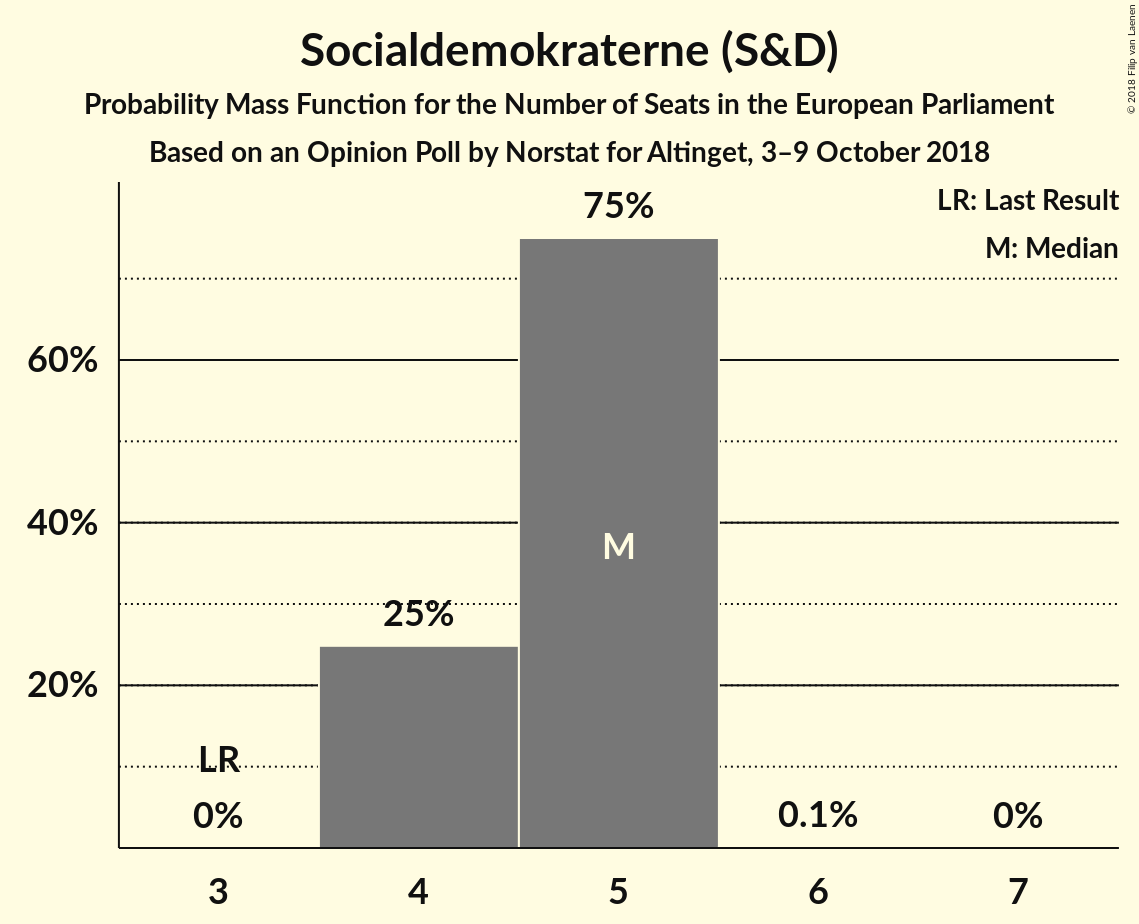 Socialdemokraterne (S&D)
Probability Mass Function for the Number of Seats in the European Parliament
Based on an Opinion Poll by Norstat for Altinget, 3–9 October 2018
© 2018 Filip van Laenen
LR: Last Result
M: Median
75%
60%
40%
M
25%
20%
LR
0%
0.1%
0%
3
4
5
6
7